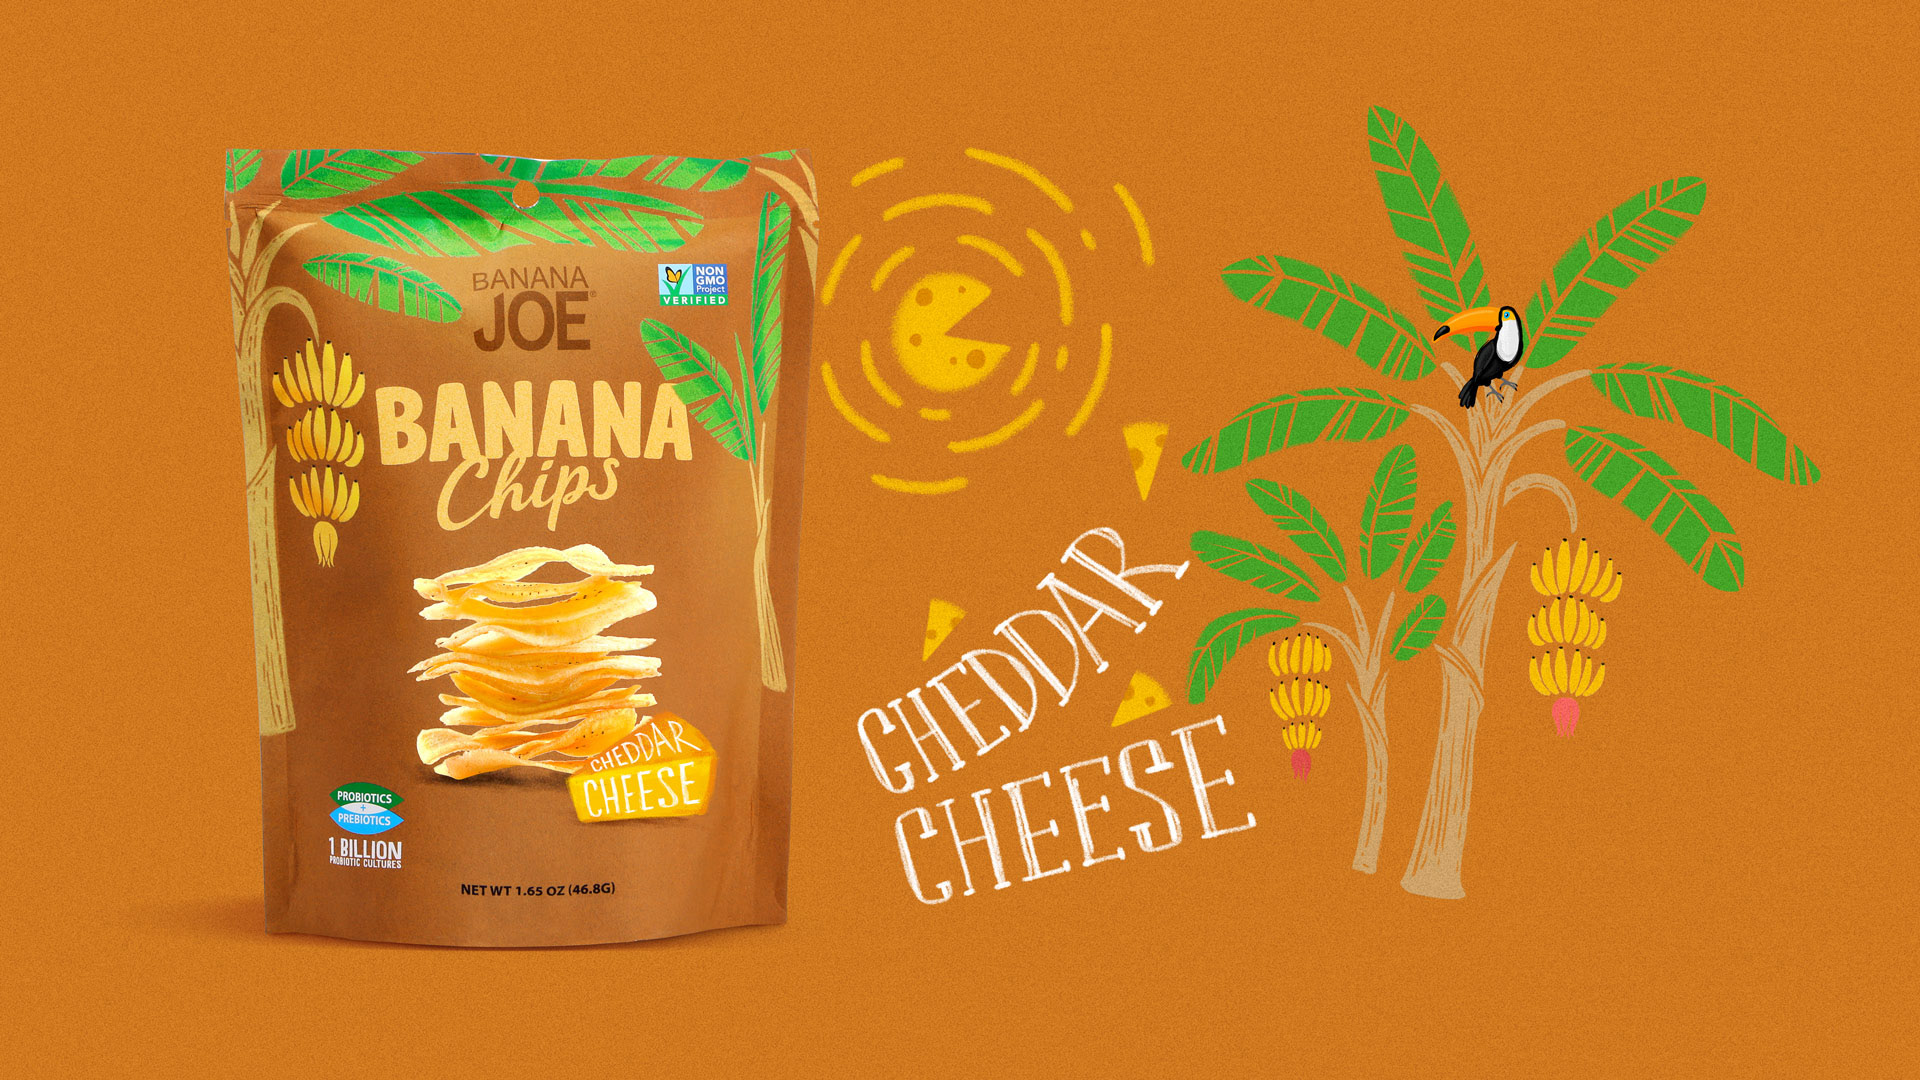 BANANA
JOE®
NON
GMO
Project
VERIFIED
BANANA
Chips
CHEDDAR
CHEESE
PROBIOTICS
+
PREBIOTICS
1 BILLION
PROBIOTIC CULTURES
NET WT 1.65 OZ (46.8G)
CHEDDAR
CHEESE